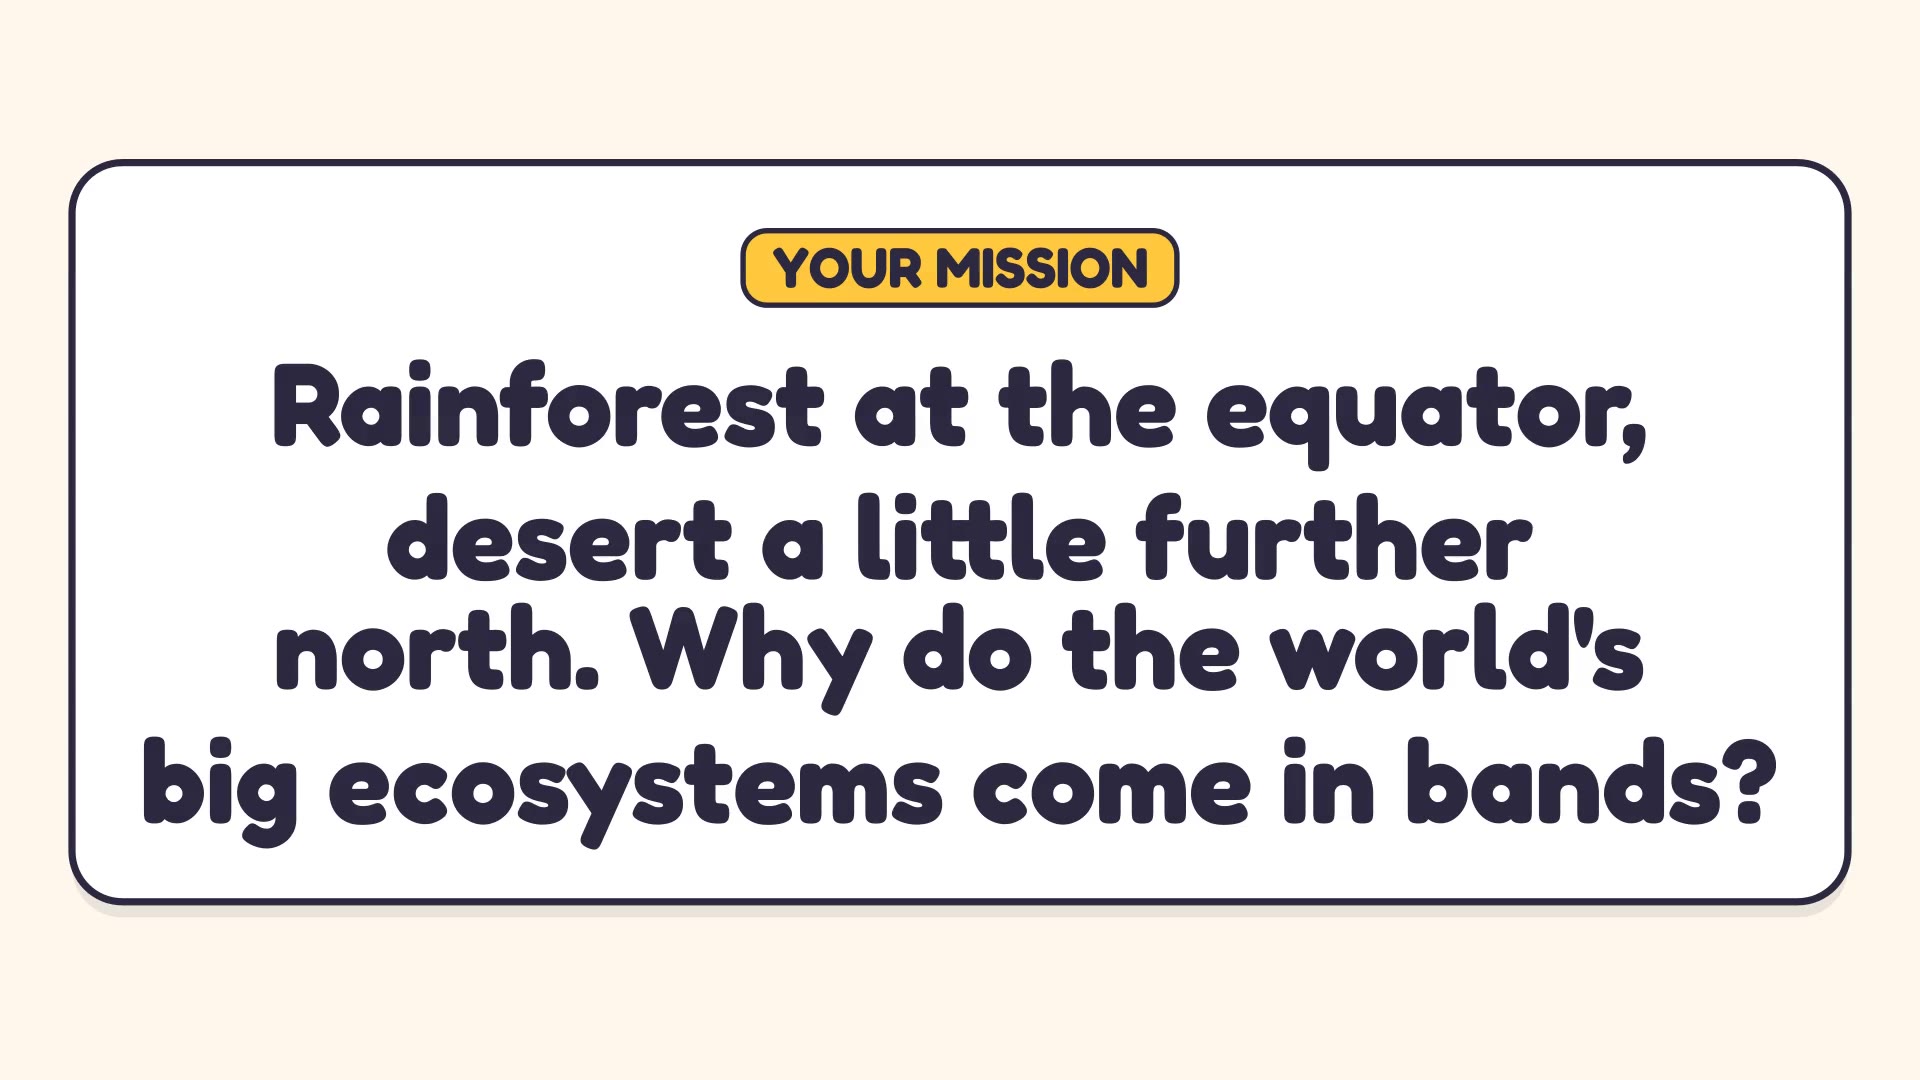 YOUR MISSION
Rainforest at the equator,
desert a little further
north. Why do the world's
big ecosystems come in bands?